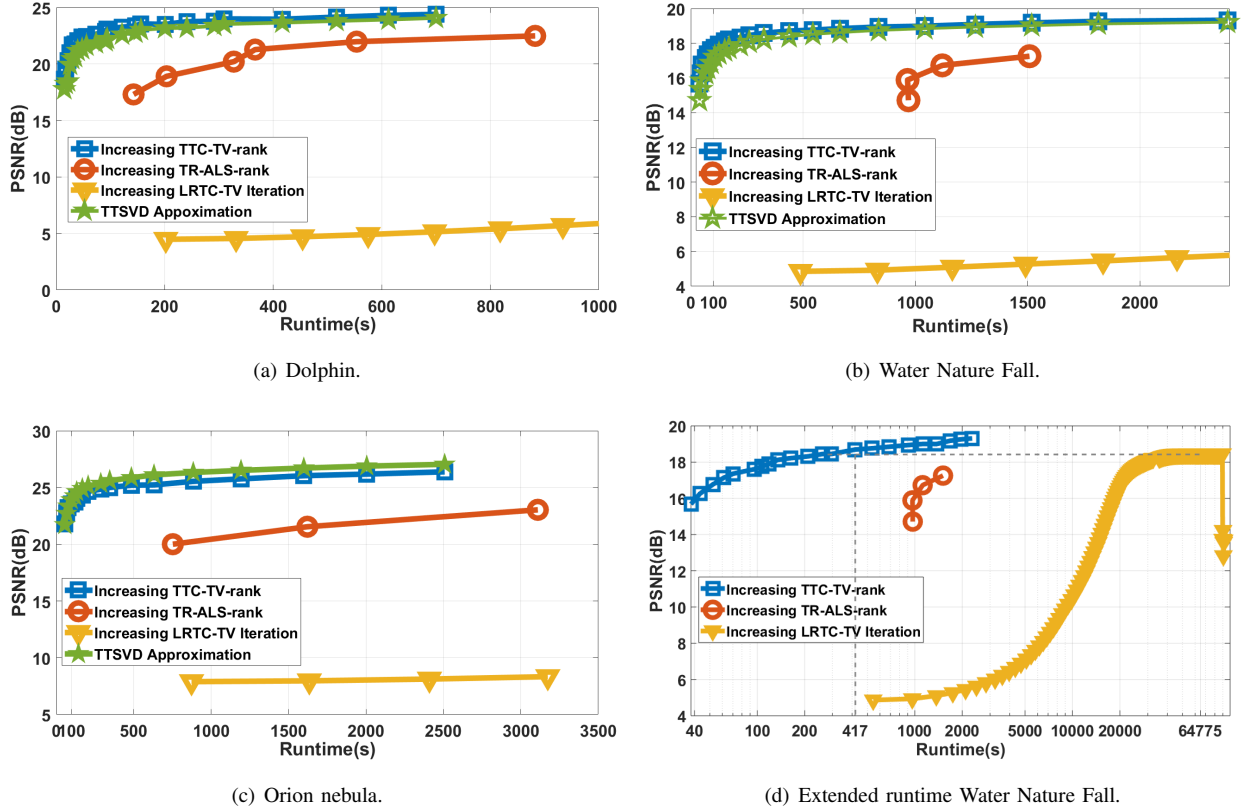 25
20
15
10
5
0
PSNR(dB)
Increasing TTC-TV-rank
Increasing TR-ALS-rank
Increasing LRTC-TV Iteration
TTSVD Appoximation
0 200 400 600 800 1000
Runtime(s)
(a) Dolphin.
20
18
16
14
12
10
8
6
4
PSNR(dB)
Increasing TTC-TV-rank
Increasing TR-ALS-rank
Increasing LRTC-TV Iteration
TTSVD Approximation
0 100 500 1000 1500 2000
Runtime(s)
(b) Water Nature Fall.
30
25
20
15
10
5
PSNR(dB)
Increasing TTC-TV-rank
Increasing TR-ALS-rank
Increasing LRTC-TV Iteration
TTSVD Approximation
0 100 500 1000 1500 2000 2500 3000 3500
Runtime(s)
(c) Orion nebula.
20
18
16
14
12
10
8
6
4
PSNR(dB)
Increasing TTC-TV-rank
Increasing TR-ALS-rank
Increasing LRTC-TV Iteration
40 100 200 417 1000 2000 5000 10000 20000 64775
Runtime(s)
(d) Extended runtime Water Nature Fall.